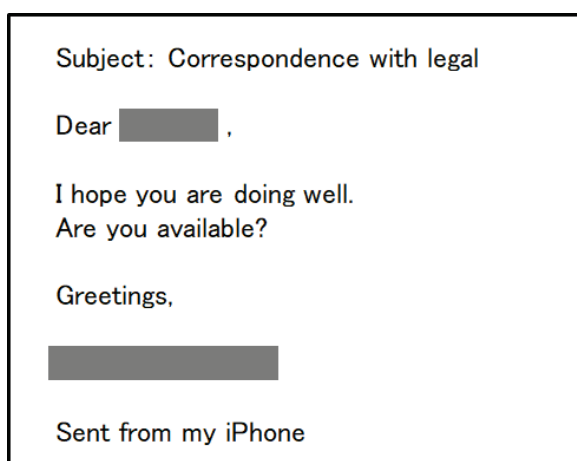 Subject: Correspondence with legal
Dear ,
I hope you are doing well.
Are you available?
Greetings,
Sent from my iPhone